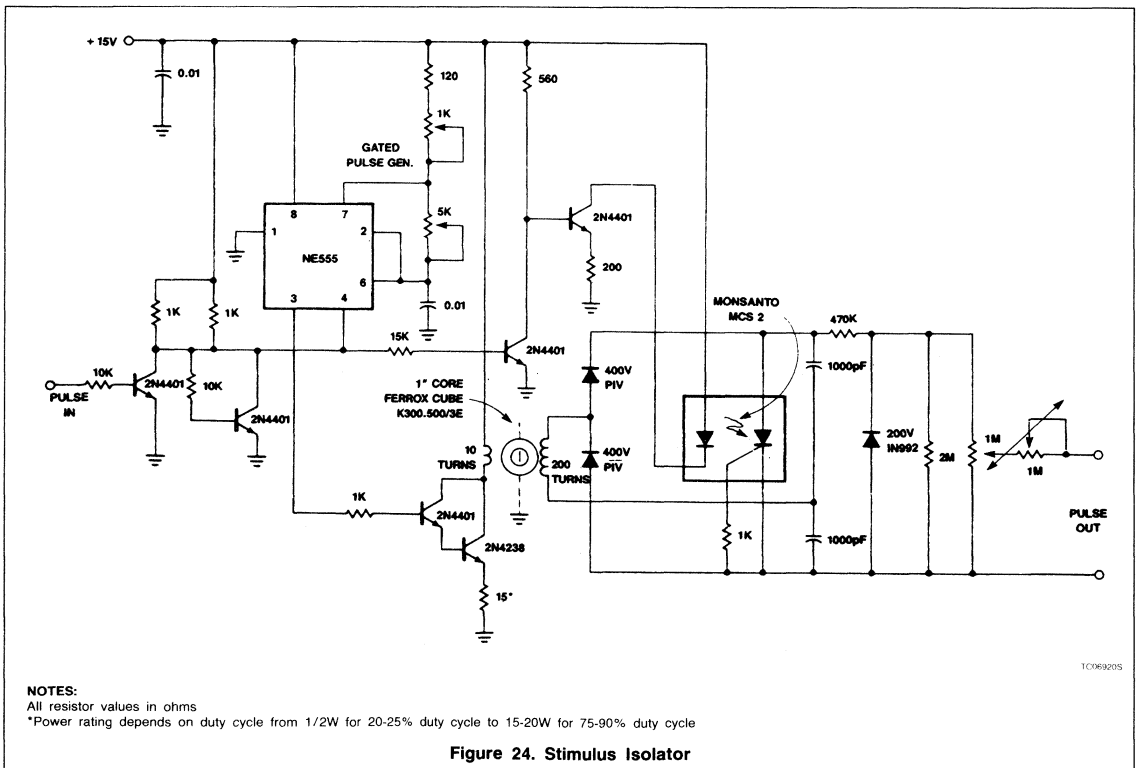 + 15V
0.01
120
560
1K
GATED
PULSE GEN.
8
7
5K
2N4401
1
2
NE555
200
6
MONSANTO
MCS 2
3
4
0.01
1K
1K
470K
15K
2N4401
1000pF
10K
2N4401
10K
400V
PIV
PULSE
IN
1" CORE
FERROX CUBE
K300.500/3E
2N4401
200V
IN992
1M
10
TURNS
200
TURNS
400V
PIV
2M
1M
1K
2N4401
PULSE
OUT
2N4238
1K
1000pF
15*
TC06920S
NOTES:
All resistor values in ohms
*Power rating depends on duty cycle from 1/2W for 20-25% duty cycle to 15-20W for 75-90% duty cycle
Figure 24. Stimulus Isolator